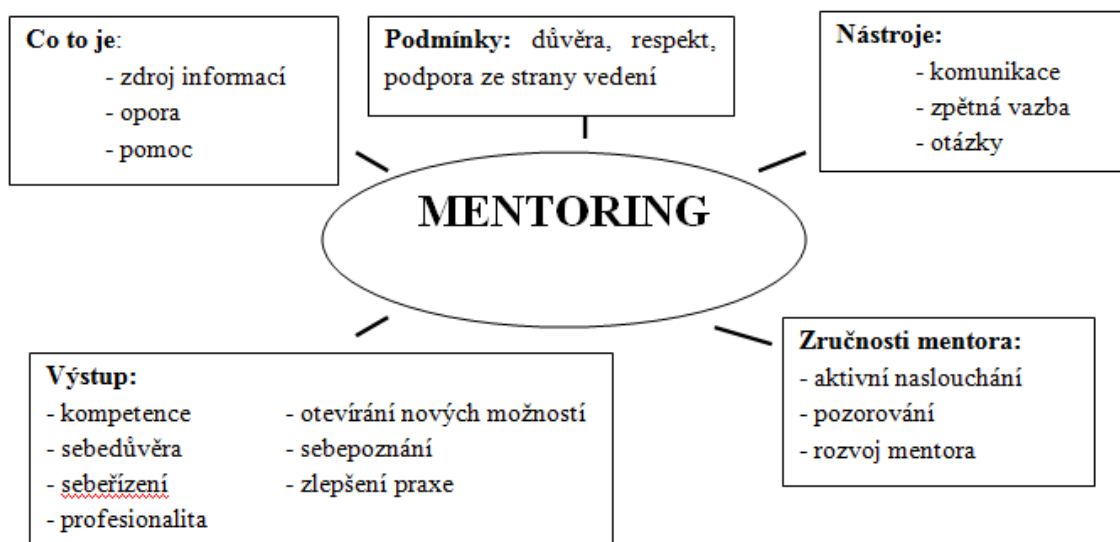 Co to je:
- zdroj informací
- opora
- pomoc
Podmínky: důvěra, respekt,
podpora ze strany vedení
Nástroje:
- komunikace
- zpětná vazba
- otázky
MENTORING
Výstup:
- kompetence - otevírání nových možností
- sebedůvěra - sebepoznání
- sebeřízení - zlepšení praxe
- profesionalita
Zručnosti mentora:
- aktivní naslouchání
- pozorování
- rozvoj mentora